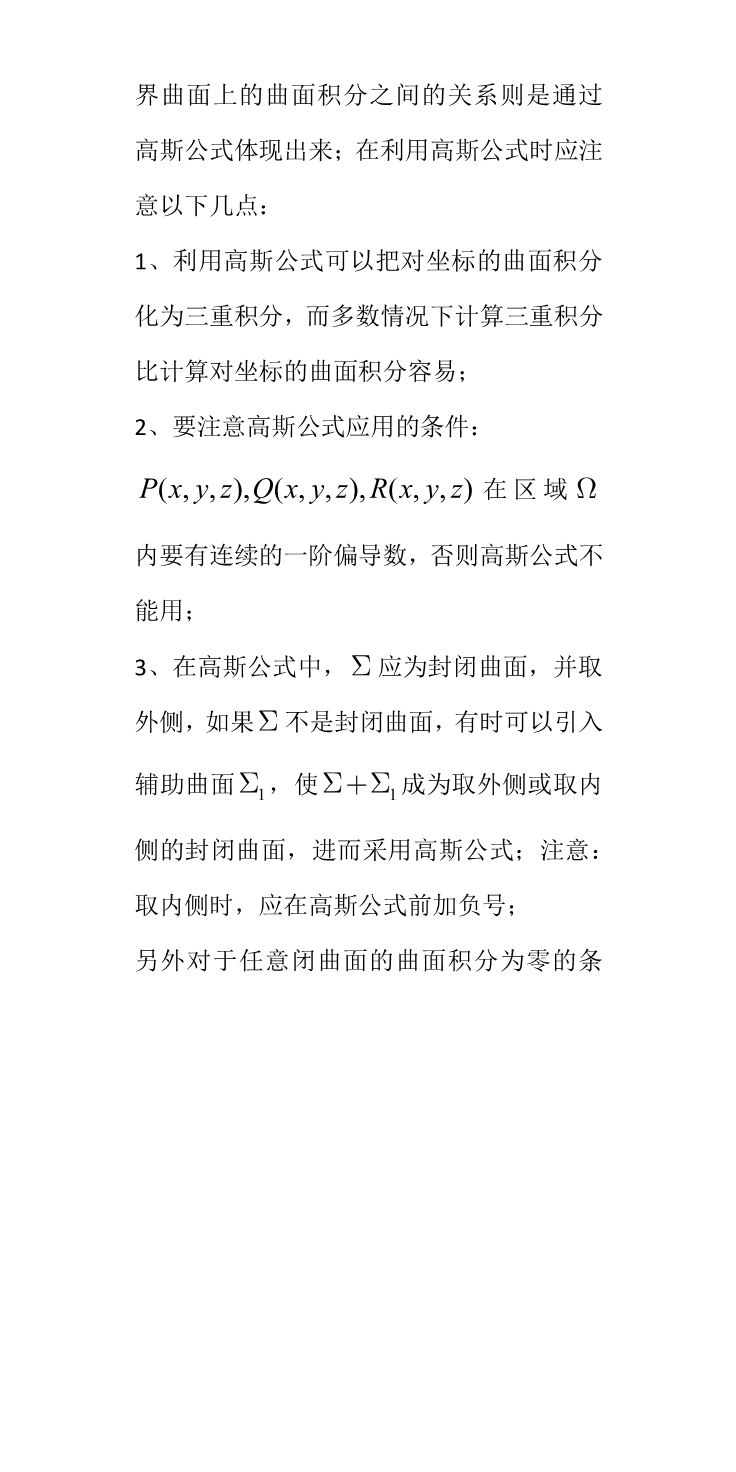 界曲面上的曲面积分之间的关系则是通过
高斯公式体现出来；在利用高斯公式时应注
意以下几点：
1、利用高斯公式可以把对坐标的曲面积分
化为三重积分，而多数情况下计算三重积分
比计算对坐标的曲面积分容易；
2、要注意高斯公式应用的条件：
P(x, y, z),Q(x, y, z), R(x, y, z) 在区域 Ω
内要有连续的一阶偏导数，否则高斯公式不
能用；
3、在高斯公式中，Σ 应为封闭曲面，并取
外侧，如果 Σ 不是封闭曲面，有时可以引入
辅助曲面 Σ₁，使 Σ＋Σ₁ 成为取外侧或取内
侧的封闭曲面，进而采用高斯公式；注意：
取内侧时，应在高斯公式前加负号；
另外对于任意闭曲面的曲面积分为零的条